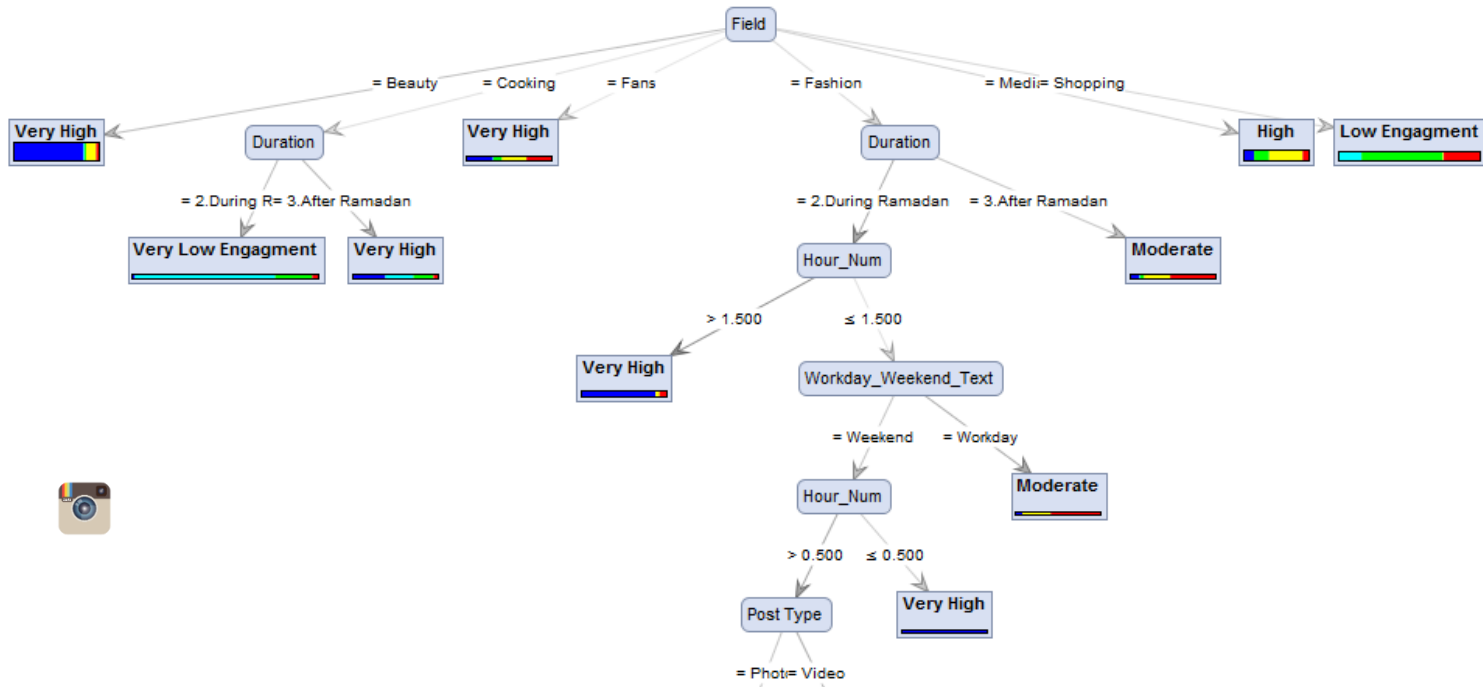 Field
= Beauty
= Cooking
= Fans
= Fashion
= Medi= Shopping
Very High
Duration
Very High
Duration
High
Low Engagment
= 2.During R= 3.After Ramadan
= 2.During Ramadan
= 3.After Ramadan
Very Low Engagment
Very High
Hour_Num
Moderate
> 1.500
≤ 1.500
Very High
Workday_Weekend_Text
= Weekend
= Workday
Hour_Num
Moderate
> 0.500
≤ 0.500
Post Type
Very High
= Phot= Video